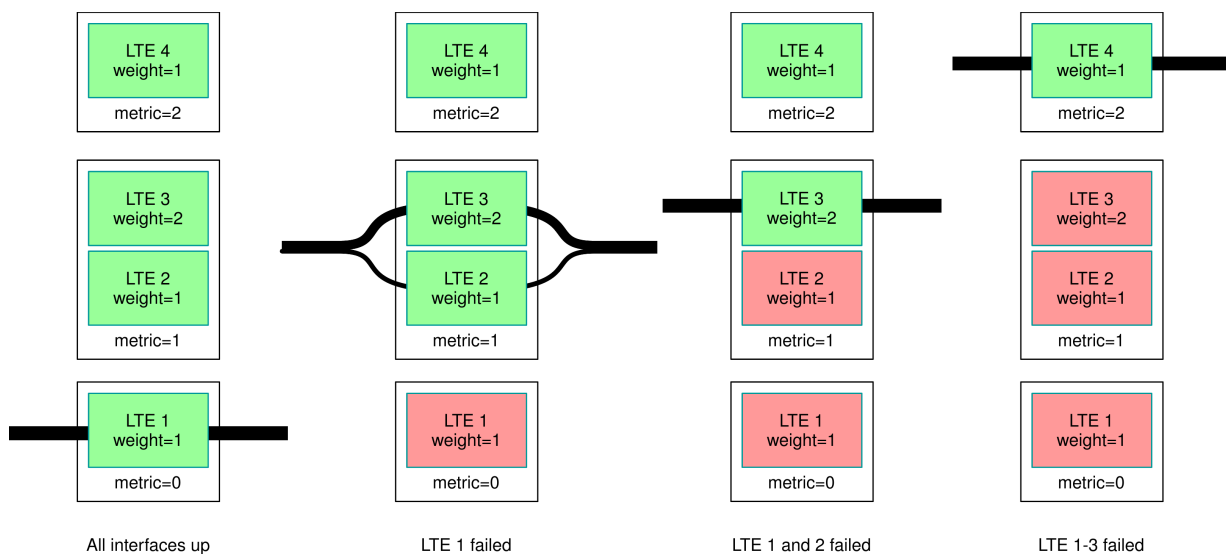 LTE 4
weight=1
metric=2
LTE 3
weight=2
LTE 2
weight=1
metric=1
LTE 1
weight=1
metric=0
All interfaces up
LTE 4
weight=1
metric=2
LTE 3
weight=2
LTE 2
weight=1
metric=1
LTE 1
weight=1
metric=0
LTE 1 failed
LTE 4
weight=1
metric=2
LTE 3
weight=2
LTE 2
weight=1
metric=1
LTE 1
weight=1
metric=0
LTE 1 and 2 failed
LTE 4
weight=1
metric=2
LTE 3
weight=2
LTE 2
weight=1
metric=1
LTE 1
weight=1
metric=0
LTE 1-3 failed